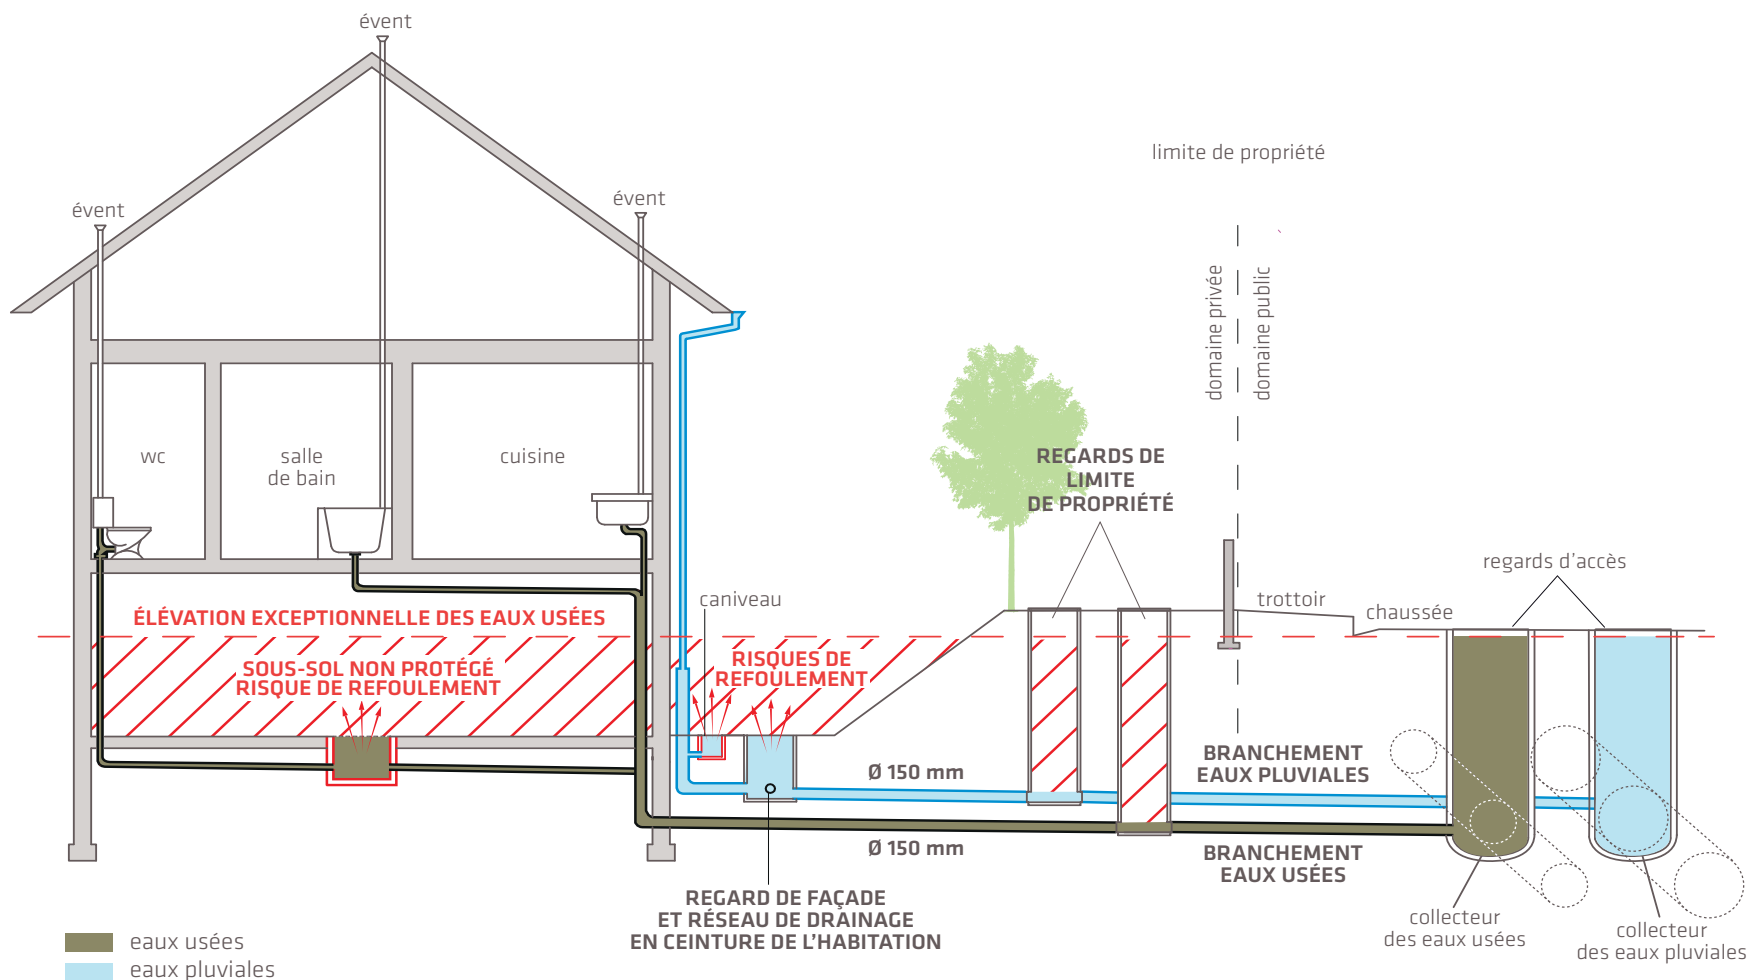 évent
limite de propriété
évent
évent
domaine privée
domaine public
wc
salle
de bain
cuisine
REGARDS DE
LIMITE
DE PROPRIÉTÉ
regards d'accès
caniveau
trottoir
chaussée
ÉLÉVATION EXCEPTIONNELLE DES EAUX USÉES
SOUS-SOL NON PROTÉGÉ
RISQUE DE REFOULEMENT
RISQUES DE
REFOULEMENT
BRANCHEMENT
EAUX PLUVIALES
Ø 150 mm
Ø 150 mm
BRANCHEMENT
EAUX USÉES
REGARD DE FAÇADE
ET RÉSEAU DE DRAINAGE
EN CEINTURE DE L'HABITATION
collecteur
des eaux usées
collecteur
des eaux pluviales
eaux usées
eaux pluviales